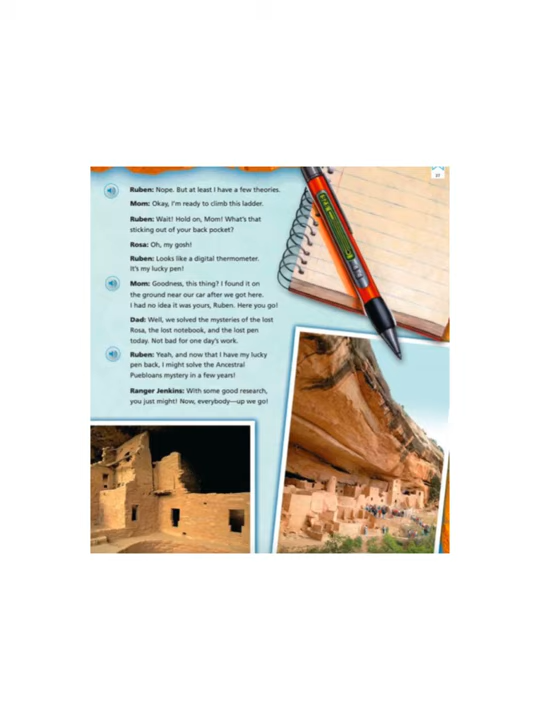 37
Ruben: Nope. But at least I have a few theories.
Mom: Okay, I'm ready to climb this ladder.
Ruben: Wait! Hold on, Mom! What's that
sticking out of your back pocket?
Rosa: Oh, my gosh!
Ruben: Looks like a digital thermometer.
It's my lucky pen!
Mom: Goodness, this thing? I found it on
the ground near our car after we got here.
I had no idea it was yours, Ruben. Here you go!
Dad: Well, we solved the mysteries of the lost
Rosa, the lost notebook, and the lost pen
today. Not bad for one day's work.
Ruben: Yeah, and now that I have my lucky
pen back, I might solve the Ancestral
Puebloans mystery in a few years!
Ranger Jenkins: With some good research,
you just might! Now, everybody—up we go!